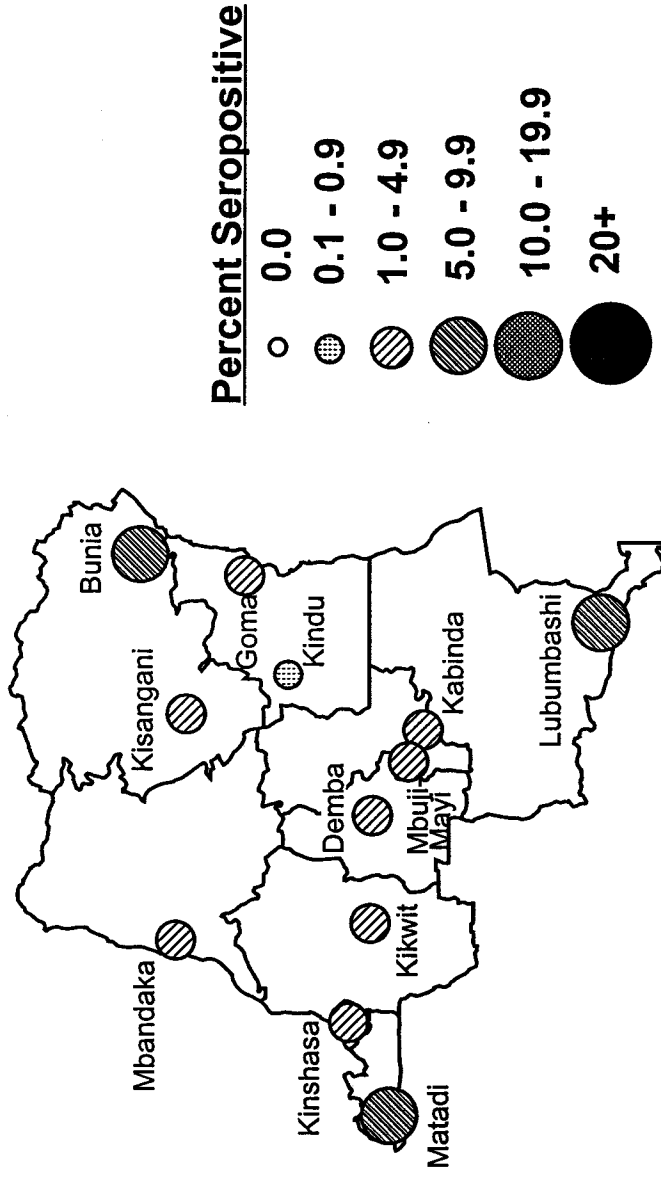 Percent Seropositive
0.0
0.1 - 0.9
1.0 - 4.9
5.0 - 9.9
10.0 - 19.9
20+
Bunia
Kisangani
Goma
Kindu
Mbandaka
Demba
Mbuji-
Mayi
Kabinda
Lubumbashi
Kikwit
Kinshasa
Matadi